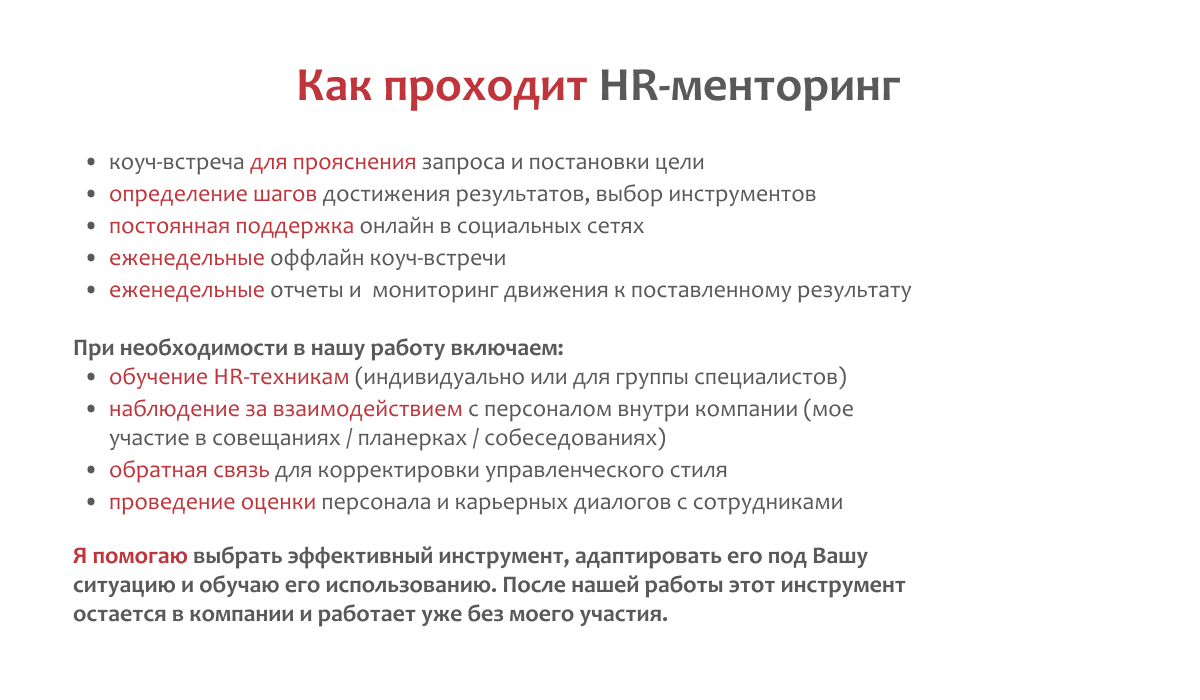 Как проходит HR-менторинг
• коуч-встреча для прояснения запроса и постановки цели
• определение шагов достижения результатов, выбор инструментов
• постоянная поддержка онлайн в социальных сетях
• еженедельные оффлайн коуч-встречи
• еженедельные отчеты и  мониторинг движения к поставленному результату
При необходимости в нашу работу включаем:
• обучение HR-техникам (индивидуально или для группы специалистов)
• наблюдение за взаимодействием с персоналом внутри компании (мое
участие в совещаниях / планерках / собеседованиях)
• обратная связь для корректировки управленческого стиля
• проведение оценки персонала и карьерных диалогов с сотрудниками
Я помогаю выбрать эффективный инструмент, адаптировать его под Вашу
ситуацию и обучаю его использованию. После нашей работы этот инструмент
остается в компании и работает уже без моего участия.